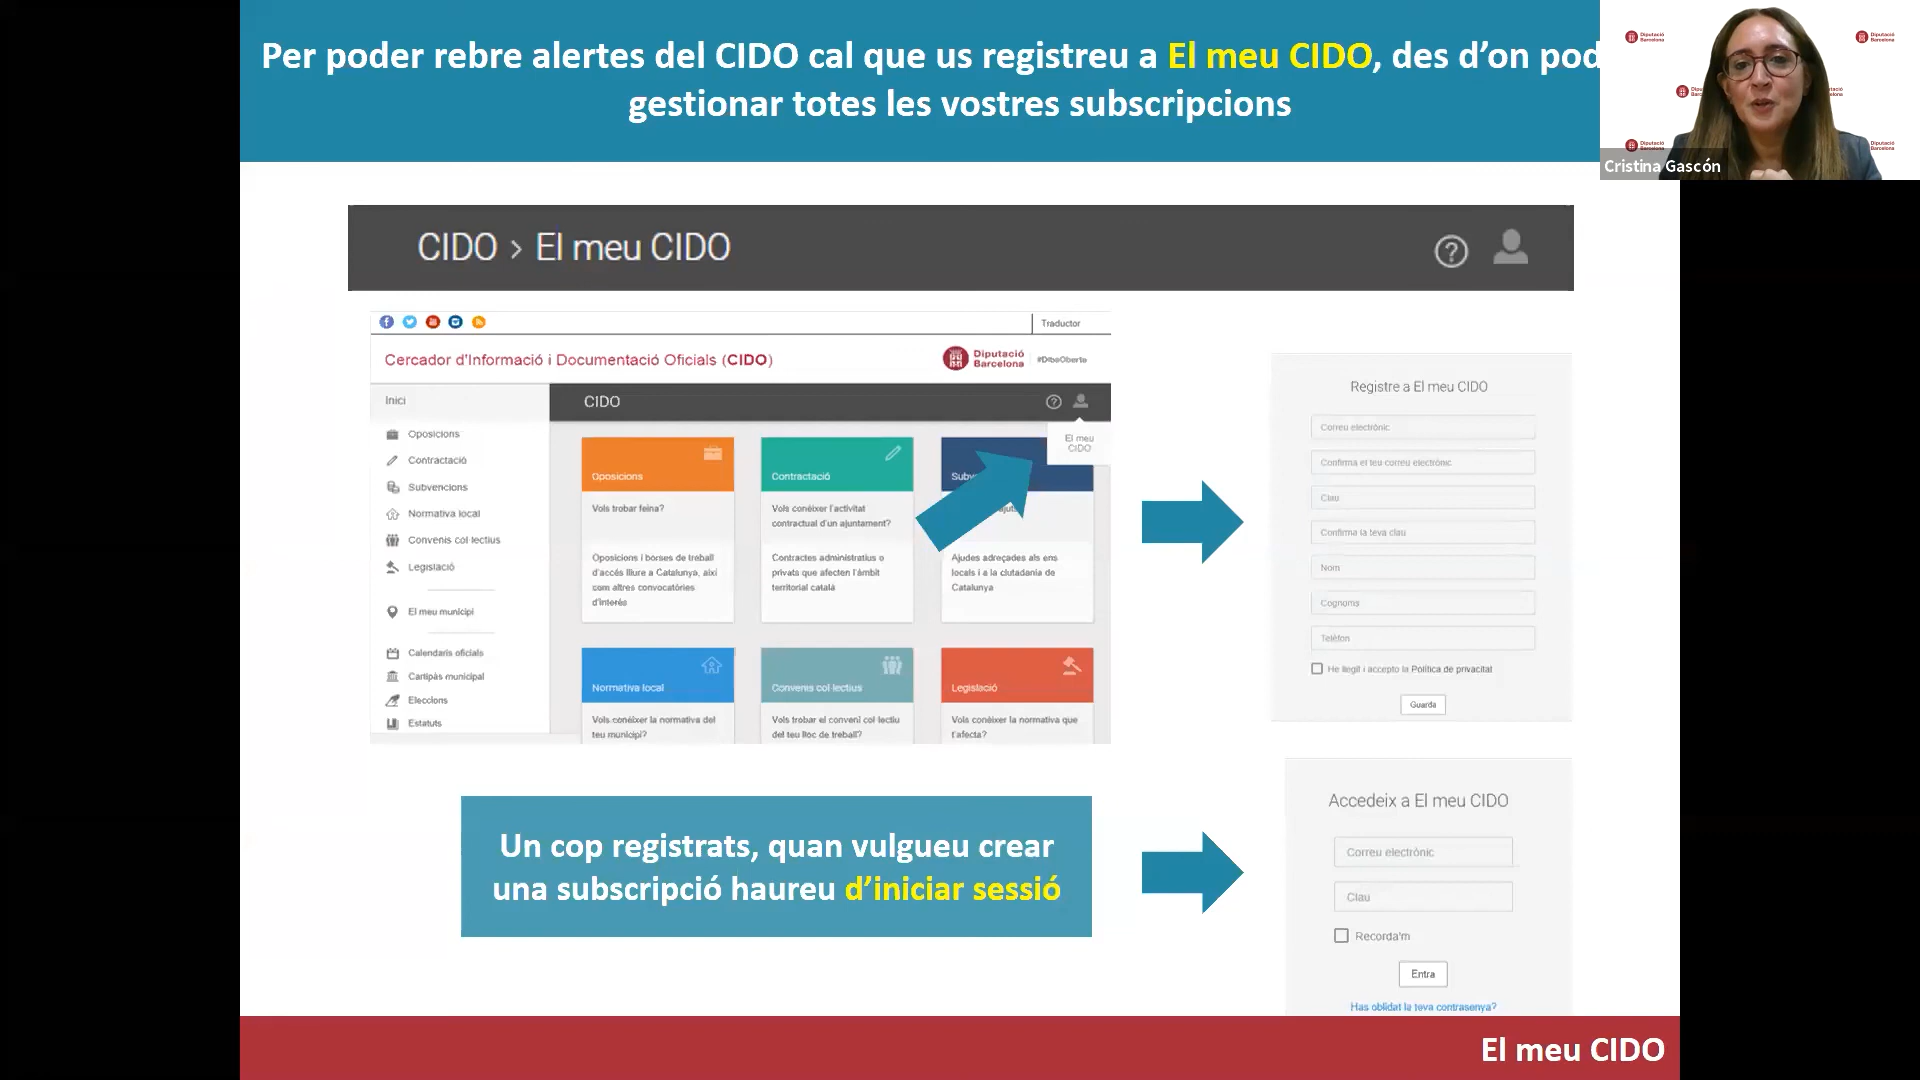 Per poder rebre alertes del CIDO cal que us registreu a El meu CIDO, des d’on pod
gestionar totes les vostres subscripcions
Diputació
Barcelona
Diputació
Barcelona
Diputació
Barcelona
Diputació
Barcelona
Cristina Gascón
CIDO > El meu CIDO
Traductor
Cercador d'Informació i Documentació Oficials (CIDO)
Diputació
Barcelona
#DibaOberta
Inici
CIDO
El meu
CIDO
Oposicions
Contractació
Subvencions
Normativa local
Convenis col·lectius
Legislació
El meu municipi
Calendaris oficials
Cartipàs municipal
Eleccions
Estatuts
Oposicions
Vols trobar feina?
Oposicions i borses de treball
d'accés lliure a Catalunya, així
com altres convocatòries
d'interès
Contractació
Vols conèixer l'activitat
contractual d'un ajuntament?
Contractes administratius o
privats que afecten l'àmbit
territorial català
Ajudes adreçades als ens
locals i a la ciutadania de
Catalunya
Normativa local
Vols conèixer la normativa del
teu municipi?
Convenis col·lectius
Vols trobar el conveni col·lectiu
del teu lloc de treball?
Legislació
Vols conèixer la normativa que
t'afecta?
Registre a El meu CIDO
Correu electrònic
Confirma el teu correu electrònic
Clau
Confirma la teva clau
Nom
Cognoms
Telèfon
He llegit i accepto la Política de privacitat
Guarda
Un cop registrats, quan vulgueu crear
una subscripció haureu d’iniciar sessió
Accedeix a El meu CIDO
Correu electrònic
Clau
Recorda'm
Entra
Has oblidat la teva contrasenya?
El meu CIDO